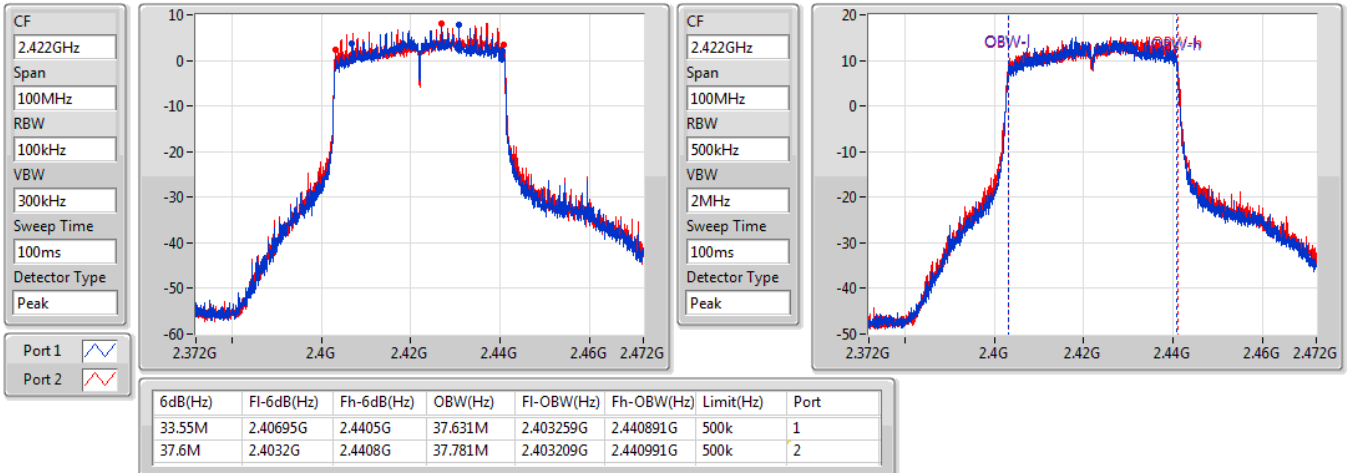 CF
2.422GHz
Span
100MHz
RBW
100kHz
VBW
300kHz
Sweep Time
100ms
Detector Type
Peak
Port 1
Port 2
10
0
-10
-20
-30
-40
-50
-60
2.372G 2.4G 2.42G 2.44G 2.46G 2.472G
CF
2.422GHz
Span
100MHz
RBW
500kHz
VBW
2MHz
Sweep Time
100ms
Detector Type
Peak
20
10
0
-10
-20
-30
-40
-50
OBW-l OBW-h
2.372G 2.4G 2.42G 2.44G 2.46G 2.472G
6dB(Hz) Fl-6dB(Hz) Fh-6dB(Hz) OBW(Hz) Fl-OBW(Hz) Fh-OBW(Hz) Limit(Hz) Port
33.55M 2.40695G 2.4405G 37.631M 2.403259G 2.440891G 500k 1
37.6M 2.4032G 2.4408G 37.781M 2.403209G 2.440991G 500k 2